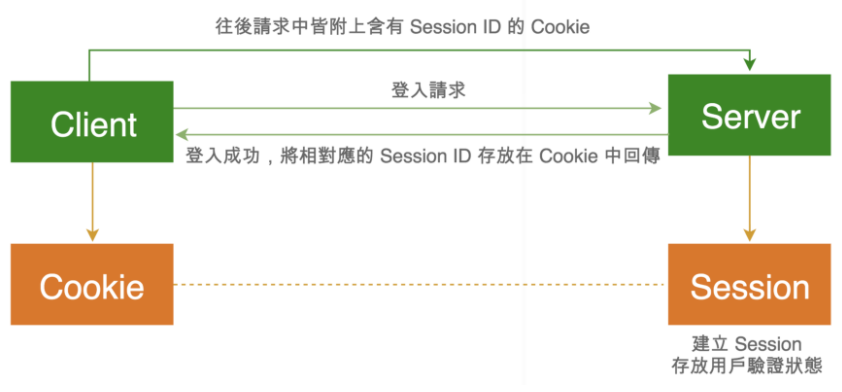 往後請求中皆附上含有 Session ID 的 Cookie
登入請求
Client
Server
登入成功，將相對應的 Session ID 存放在 Cookie 中回傳
Cookie
Session
建立 Session
存放用戶驗證狀態